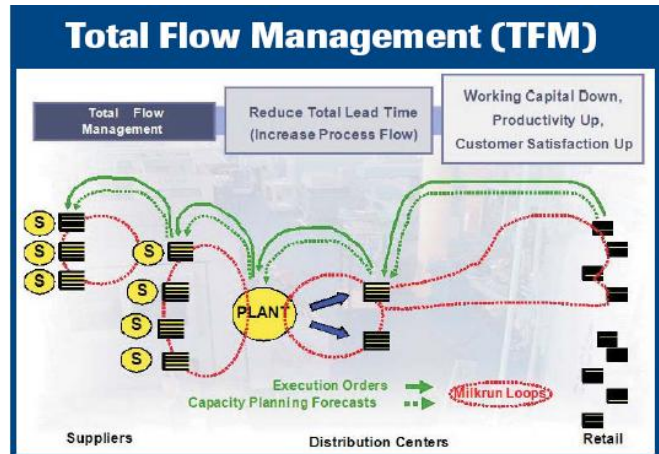 Total Flow Management (TFM)
Total Flow
Management
Reduce Total Lead Time
(Increase Process Flow)
Working Capital Down,
Productivity Up,
Customer Satisfaction Up
S
S
S
S
S
S
S
PLANT
Execution Orders
Capacity Planning Forecasts
Milkrun Loops
Suppliers
Distribution Centers
Retail